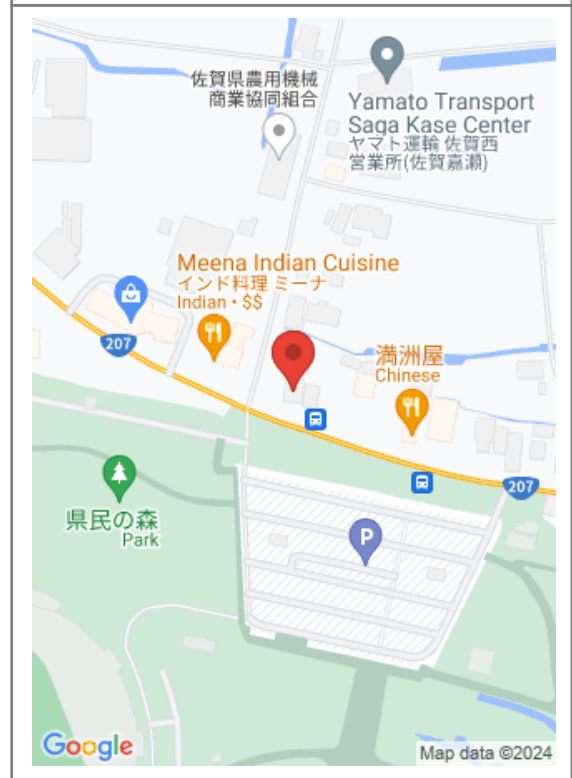 佐賀県農用機械
商業協同組合
Yamato Transport
Saga Kase Center
ヤマト運輸 佐賀西
営業所(佐賀嘉瀬)
Meena Indian Cuisine
インド料理 ミーナ
Indian • $$
207
満洲屋
Chinese
207
県民の森
Park
P
Google
Map data ©2024